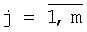 j = 1, m